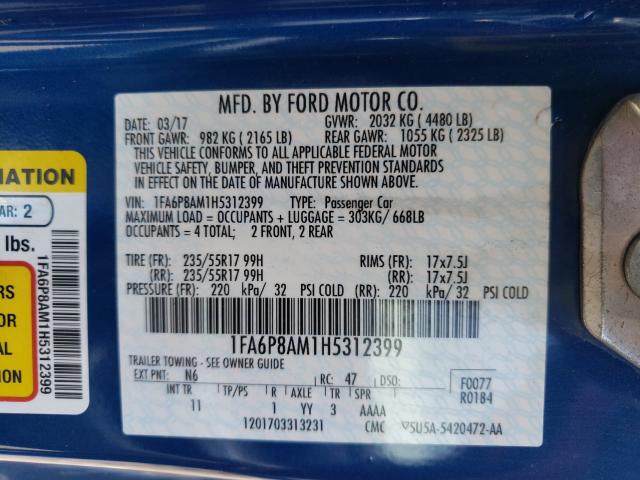 MFD. BY FORD MOTOR CO.
DATE: 03/17 GVWR: 2032 KG ( 4480 LB)
FRONT GAWR: 982 KG ( 2165 LB) REAR GAWR: 1055 KG ( 2325 LB)
THIS VEHICLE CONFORMS TO ALL APPLICABLE FEDERAL MOTOR
VEHICLE SAFETY, BUMPER, AND THEFT PREVENTION STANDARDS
IN EFFECT ON THE DATE OF MANUFACTURE SHOWN ABOVE.
VIN: 1FA6P8AM1H5312399 TYPE: Passenger Car
MAXIMUM LOAD = OCCUPANTS + LUGGAGE = 303KG/ 668LB
OCCUPANTS = 4 TOTAL; 2 FRONT, 2 REAR
TIRE (FR): 235/55R17 99H RIMS (FR): 17x7.5J
(RR): 235/55R17 99H (RR): 17x7.5J
PRESSURE (FR): 220 kPa/ 32 PSI COLD (RR): 220 kPa/ 32 PSI COLD
1FA6P8AM1H5312399
TRAILER TOWING - SEE OWNER GUIDE
EXT PNT: N6 RC: 47 DSO:
INT TR TP/PS R AXLE TR SPR
11 1 YY 3 AAAA
F0077
R0184
1201703313231 CMC 5U5A-5420472-AA
MATION
AR: 2
lbs.
RS
OR
AL
TION
1FA6P8AM1H5312399